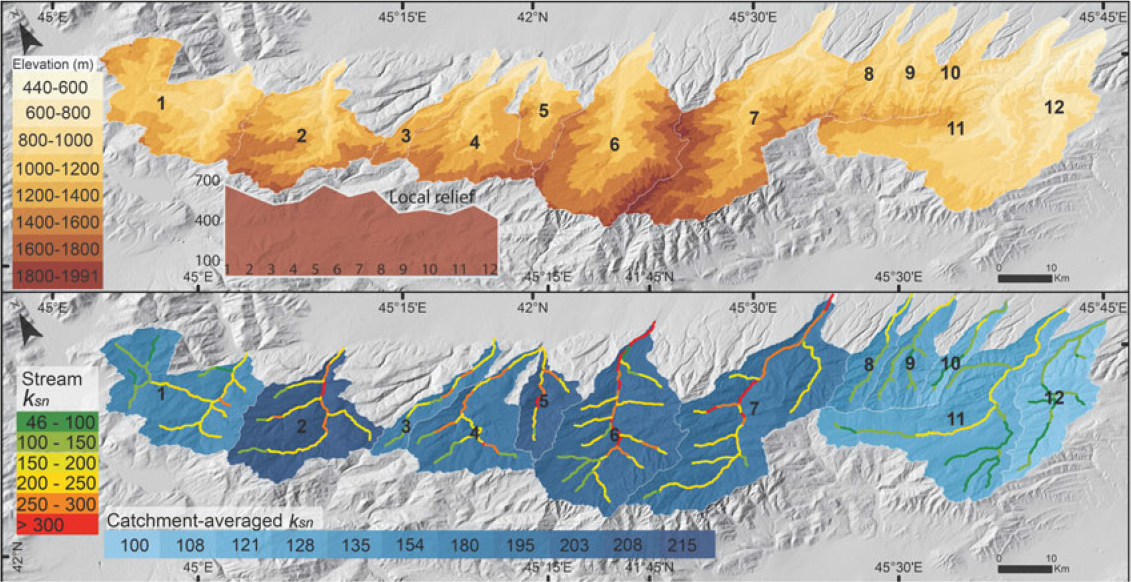 45°E 45°15'E 42°N 45°30'E 45°45'E
Elevation (m)
440-600
600-800
800-1000
1000-1200
1200-1400
1400-1600
1600-1800
1800-1991
1 2 3 4 5 6 7 8 9 10 11 12
700
400
100
Local relief
1 2 3 4 5 6 7 8 9 10 11 12
0 10
Km
45°E 45°15'E 41°45'N 45°30'E
45°E 45°15'E 42°N 45°30'E 45°45'E
1 2 3 4 5 6 7 8 9 10 11 12
Stream
ksn
46 - 100
100 - 150
150 - 200
200 - 250
250 - 300
> 300
Catchment-averaged ksn
100 108 121 128 135 154 180 195 203 208 215
0 10
Km
42°N
45°E 45°15'E 41°45'N 45°30'E